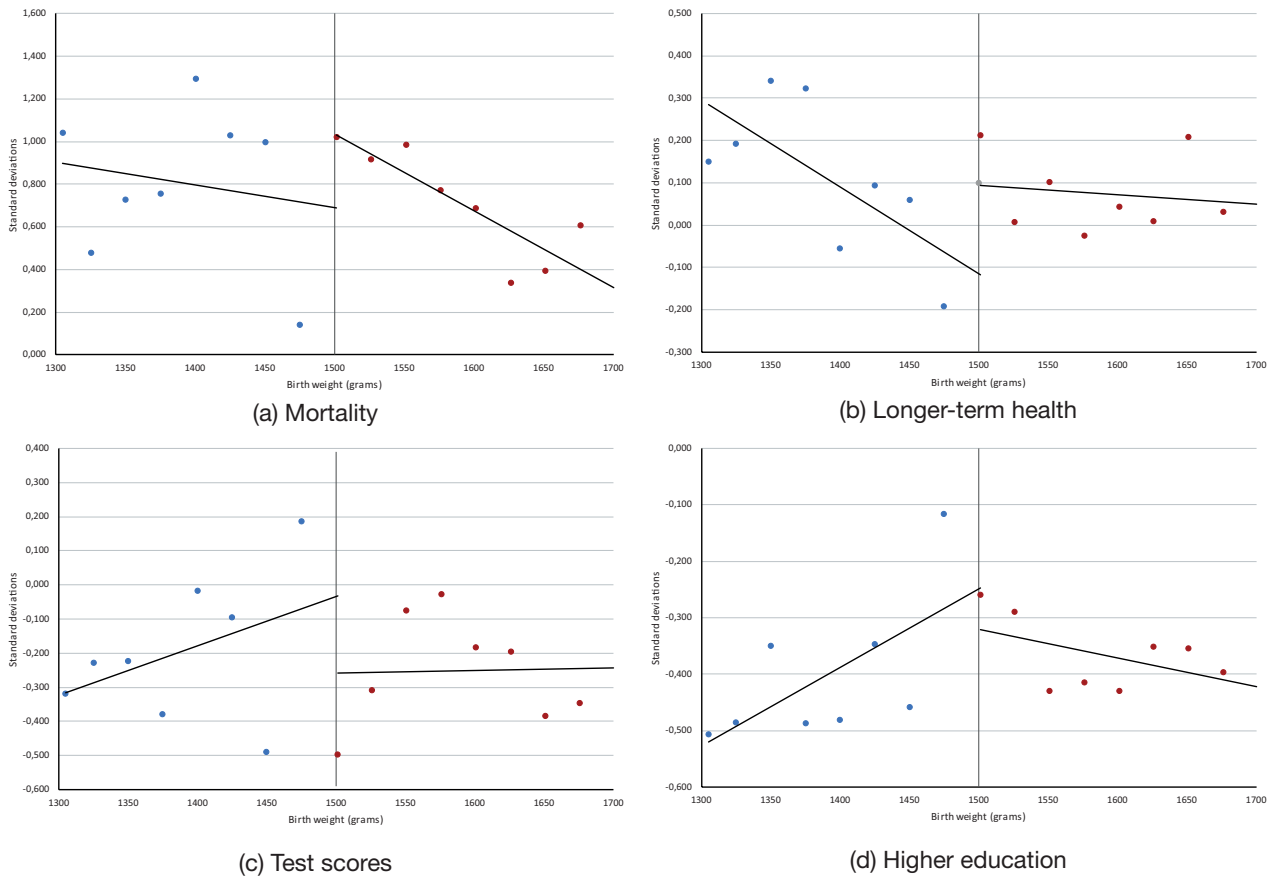 1,600
1,400
1,200
1,000
0,800
0,600
0,400
0,200
0,000
Standard deviations
1300 1350 1400 1450 1500 1550 1600 1650 1700
Birth weight (grams)
(a) Mortality
0,500
0,400
0,300
0,200
0,100
0,000
-0,100
-0,200
-0,300
Standard deviations
1300 1350 1400 1450 1500 1550 1600 1650 1700
Birth weight (grams)
(b) Longer-term health
0,400
0,300
0,200
0,100
-0,000
-0,100
-0,200
-0,300
-0,400
-0,500
-0,600
Standard deviations
1300 1350 1400 1450 1500 1550 1600 1650 1700
Birth weight (grams)
(c) Test scores
0,000
-0,100
-0,200
-0,300
-0,400
-0,500
-0,600
Standard deviations
1300 1350 1400 1450 1500 1550 1600 1650 1700
Birth weight (grams)
(d) Higher education